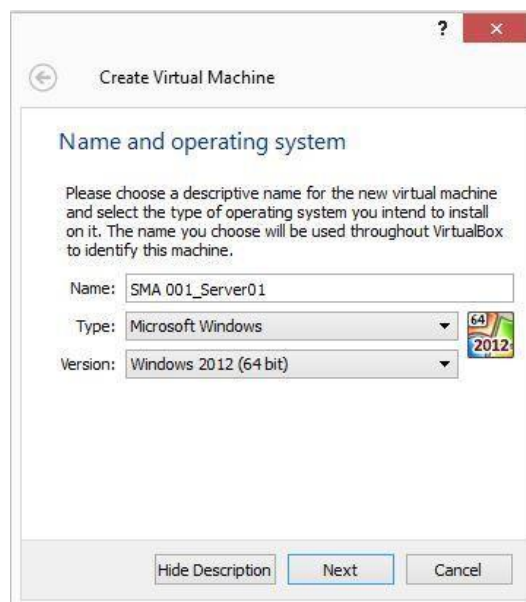 ?
Create Virtual Machine
Name and operating system
Please choose a descriptive name for the new virtual machine
and select the type of operating system you intend to install
on it. The name you choose will be used throughout VirtualBox
to identify this machine.
Name: SMA 001_Server01
Type: Microsoft Windows
64
2012
Version: Windows 2012 (64 bit)
Hide Description Next Cancel